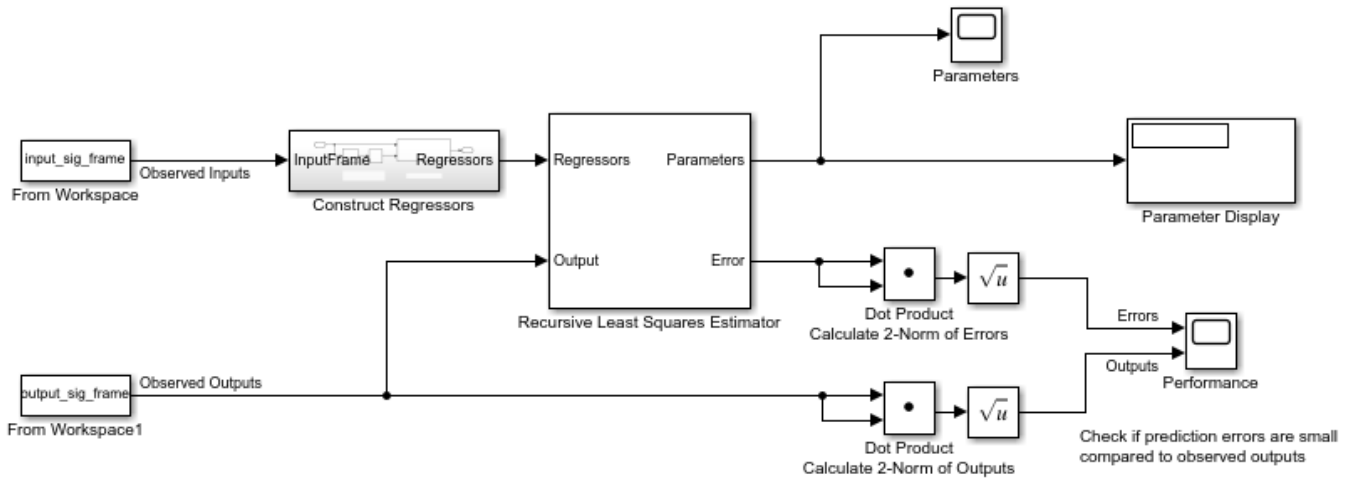 Parameters
input_sig_frame
Observed Inputs
From Workspace
InputFrame
Regressors
Construct Regressors
Regressors
Parameters
Output
Error
Recursive Least Squares Estimator
Parameter Display
Dot Product
Calculate 2-Norm of Errors
√u
Errors
Outputs
Performance
output_sig_frame
Observed Outputs
From Workspace1
Dot Product
Calculate 2-Norm of Outputs
√u
Check if prediction errors are small
compared to observed outputs